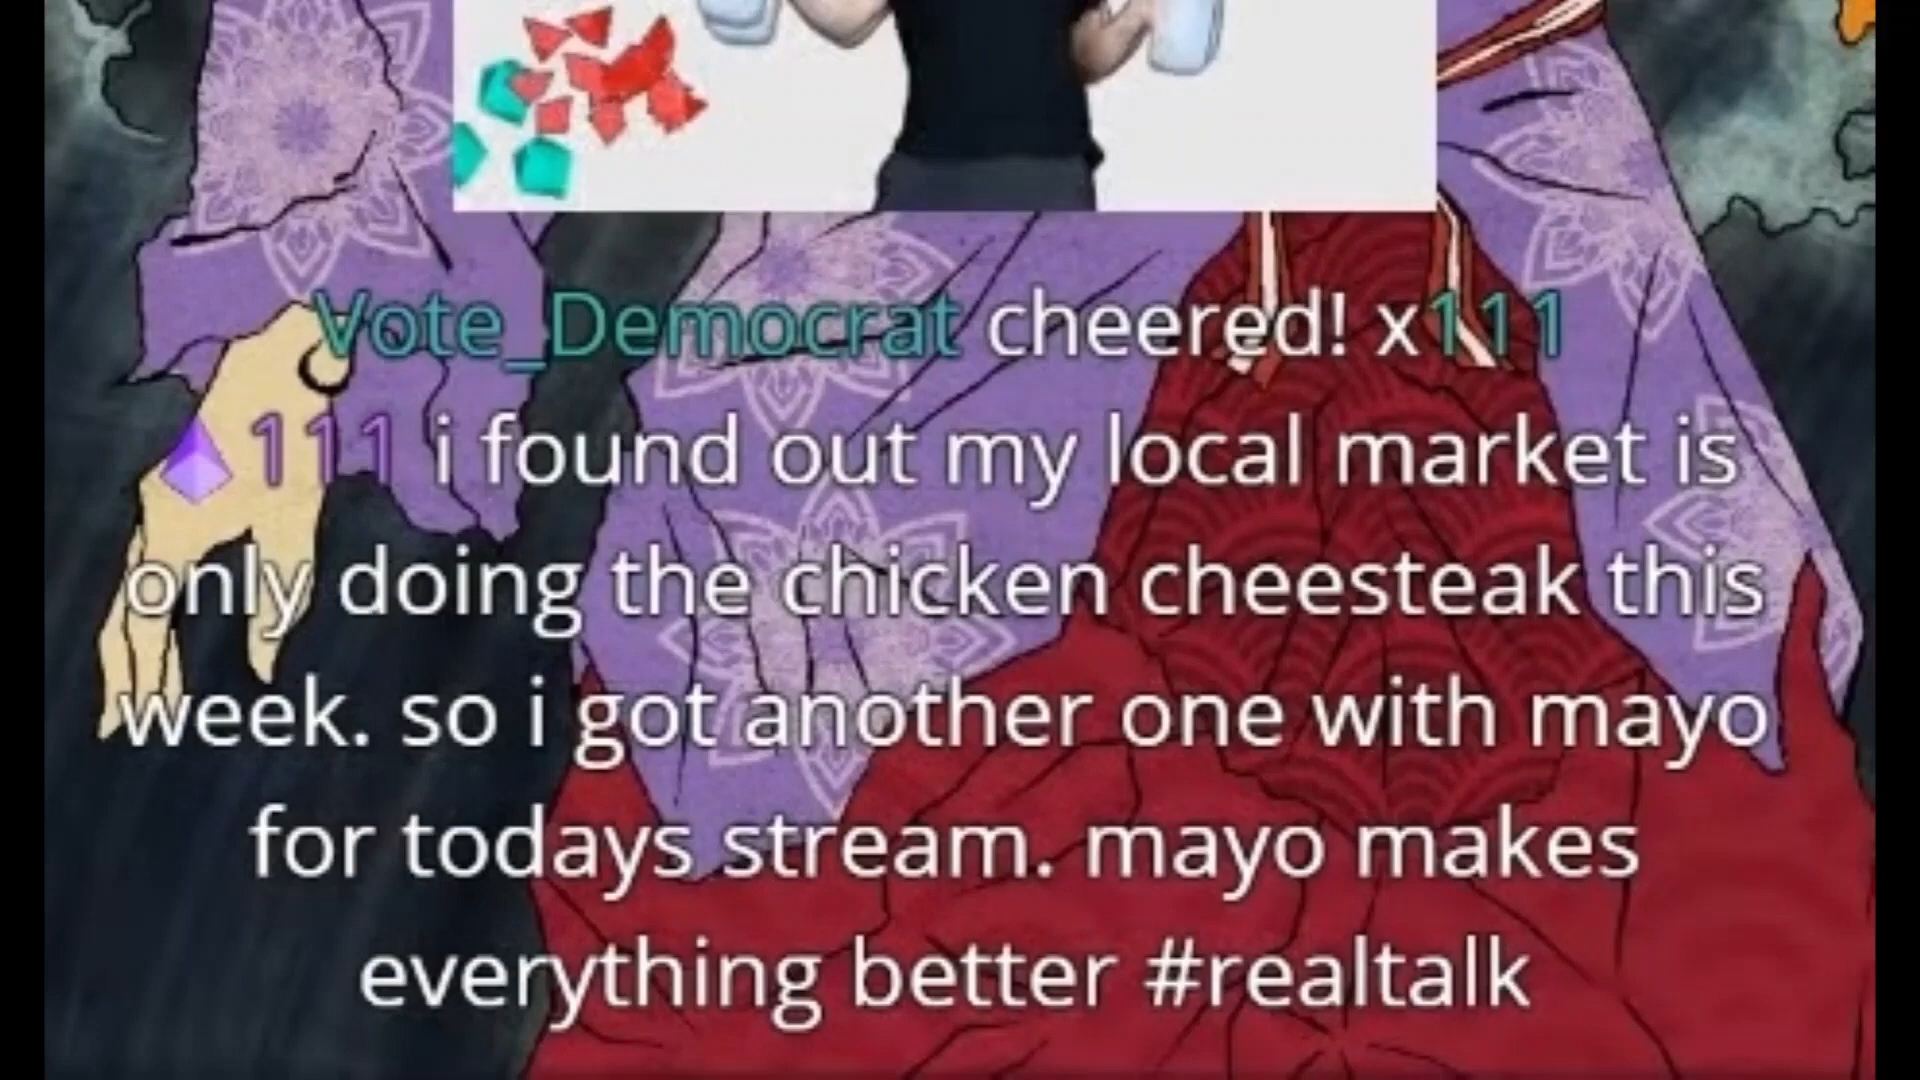 Vote_Democrat cheered! x111
111 i found out my local market is
only doing the chicken cheesteak this
week. so i got another one with mayo
for todays stream. mayo makes
everything better #realtalk